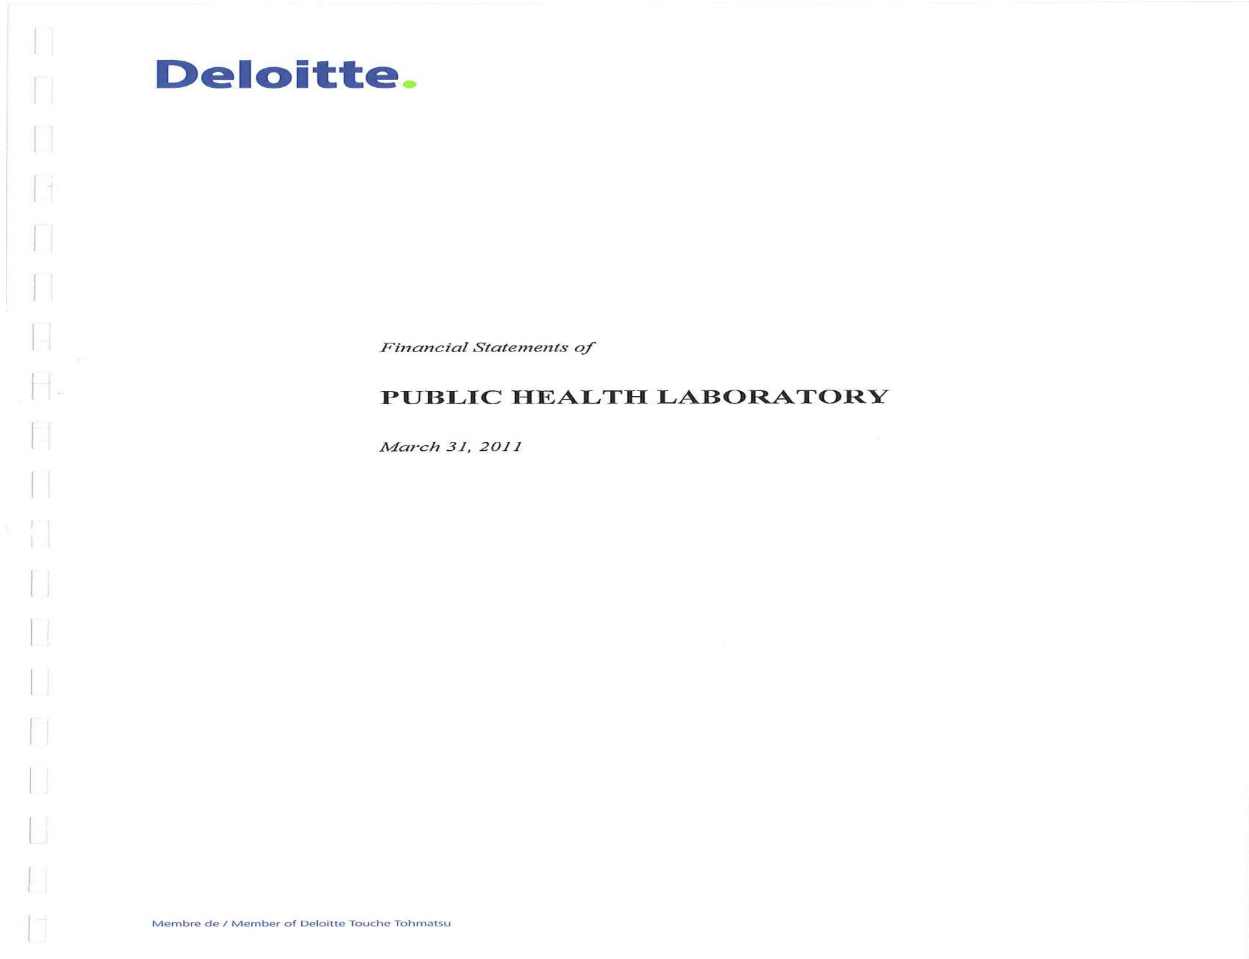 Deloitte.
Financial Statements of
PUBLIC HEALTH LABORATORY
March 31, 2011
Membre de / Member of Deloitte Touche Tohmatsu